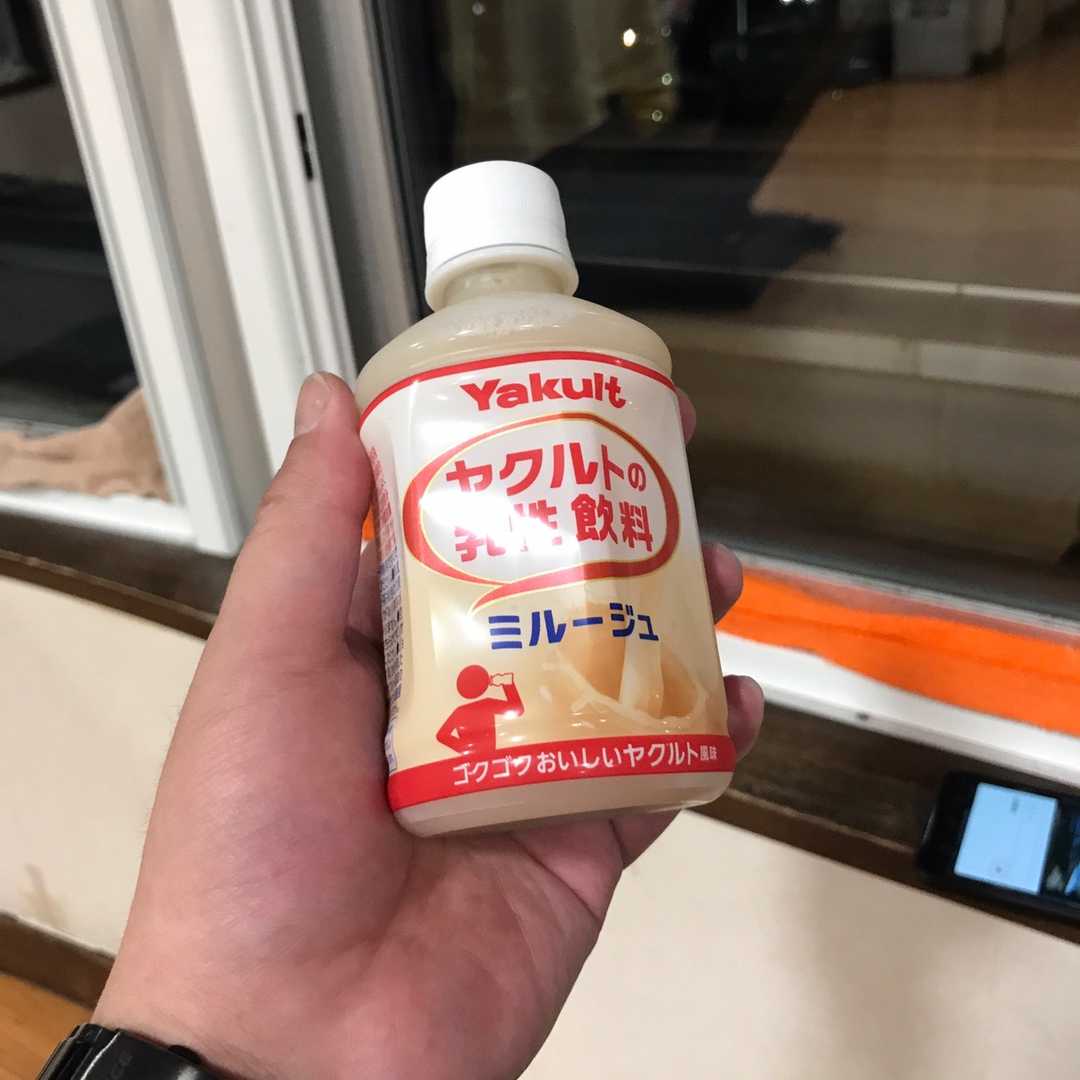 Yakult
ヤクルトの
乳性飲料
ミルージュ
ゴクゴクおいしいヤクルト風味